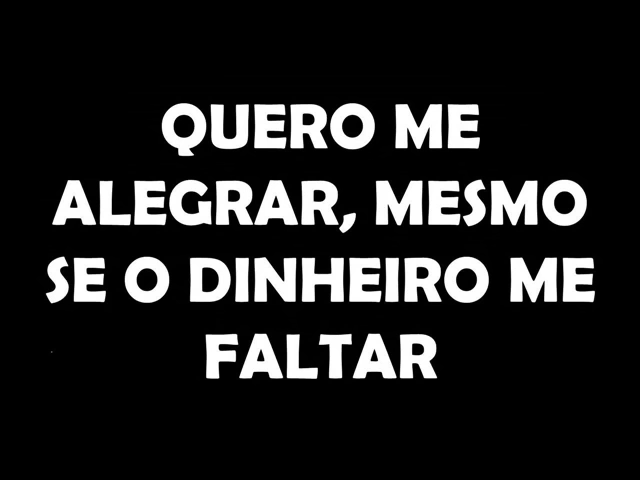 QUERO ME
ALEGRAR, MESMO
SE O DINHEIRO ME
FALTAR